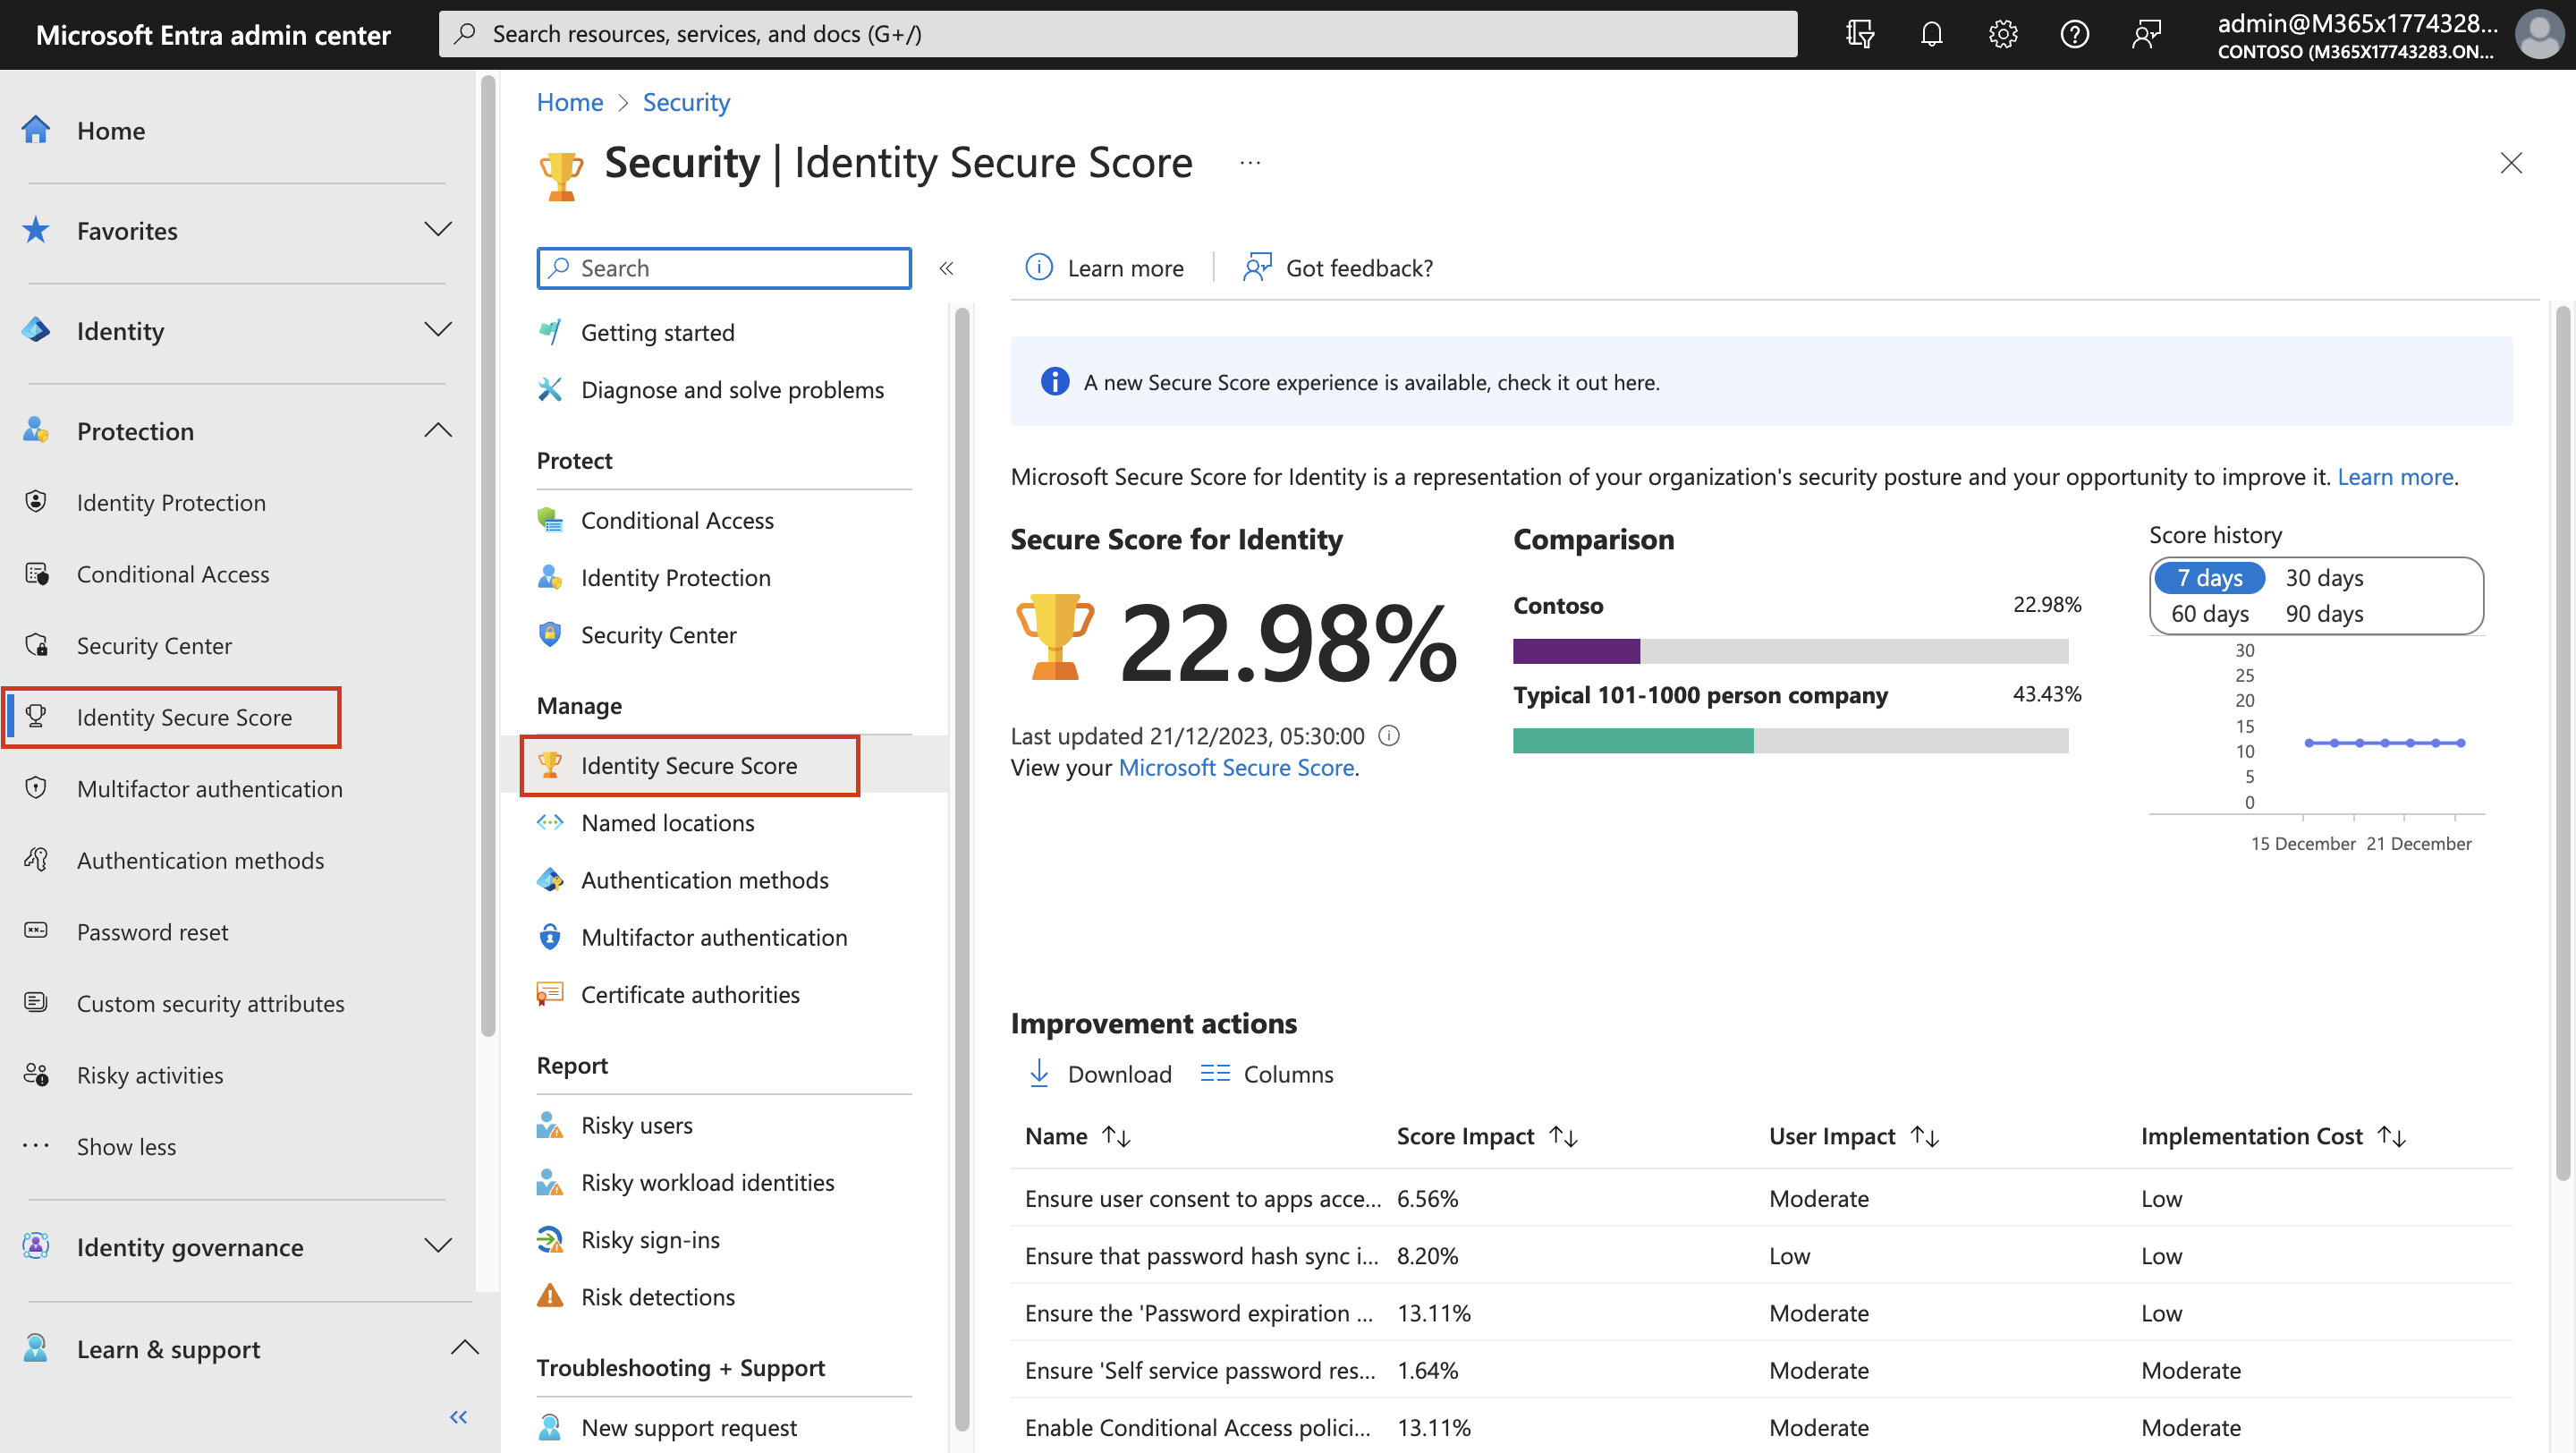 Microsoft Entra admin center
Search resources, services, and docs (G+/)
admin@M365x1774328...
CONTOSO (M365X17743283.ON...
Home
Favorites
Identity
Protection
Identity Protection
Conditional Access
Security Center
Identity Secure Score
Multifactor authentication
Authentication methods
Password reset
Custom security attributes
Risky activities
Show less
Identity governance
Learn & support
Home > Security
Security | Identity Secure Score ...
Search
Getting started
Diagnose and solve problems
Protect
Conditional Access
Identity Protection
Security Center
Manage
Identity Secure Score
Named locations
Authentication methods
Multifactor authentication
Certificate authorities
Report
Risky users
Risky workload identities
Risky sign-ins
Risk detections
Troubleshooting + Support
New support request
Learn more
Got feedback?
A new Secure Score experience is available, check it out here.
Microsoft Secure Score for Identity is a representation of your organization's security posture and your opportunity to improve it. Learn more.
Secure Score for Identity
22.98%
Last updated 21/12/2023, 05:30:00
View your Microsoft Secure Score.
Comparison
Contoso 22.98%
Typical 101-1000 person company 43.43%
Score history
7 days 30 days
60 days 90 days
30
25
20
15
10
5
0
15 December 21 December
Improvement actions
Download Columns
Name Score Impact User Impact Implementation Cost
Ensure user consent to apps acce... 6.56% Moderate Low
Ensure that password hash sync i... 8.20% Low Low
Ensure the 'Password expiration ... 13.11% Moderate Low
Ensure 'Self service password res... 1.64% Moderate Moderate
Enable Conditional Access polici... 13.11% Moderate Moderate